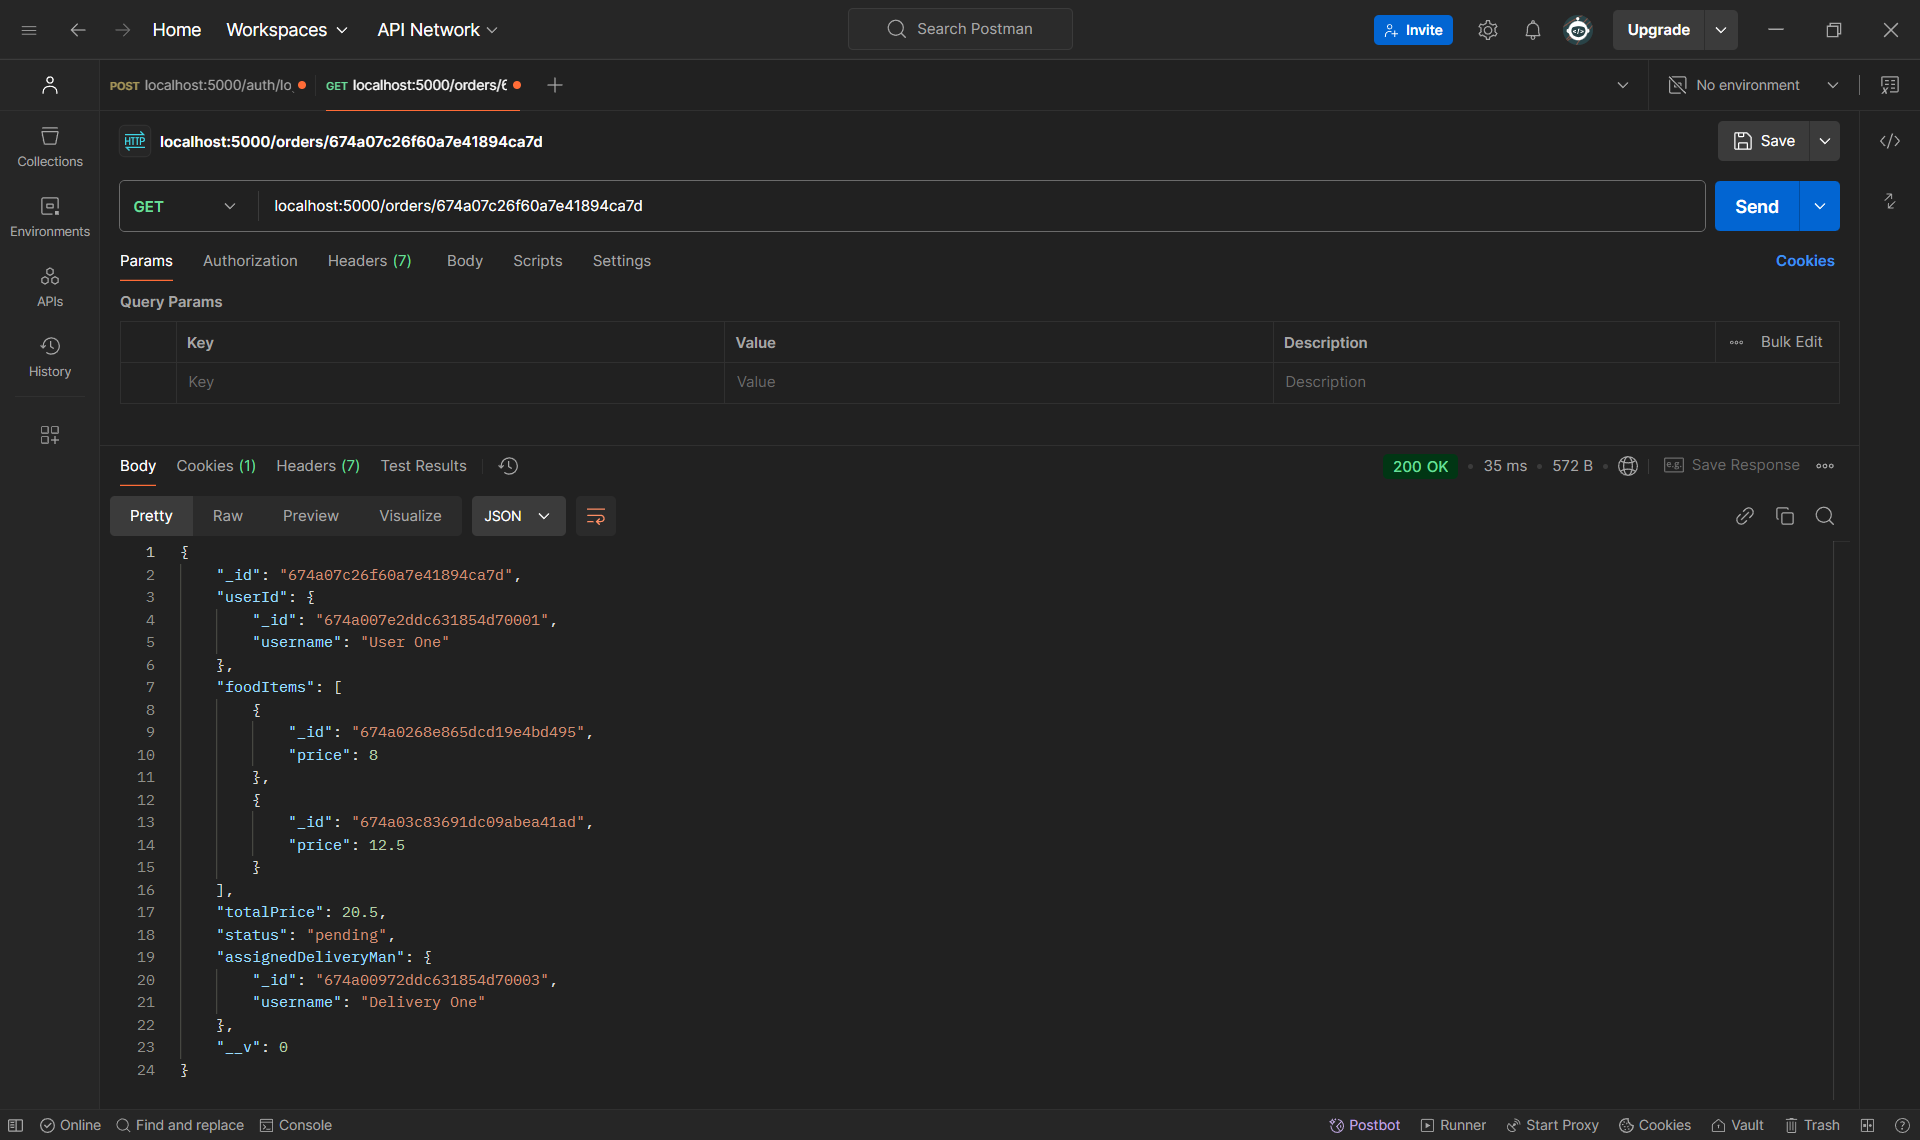 Home Workspaces API Network Search Postman Invite Upgrade
POST localhost:5000/auth/lo GET localhost:5000/orders/6 No environment
HTTP localhost:5000/orders/674a07c26f60a7e41894ca7d Save
Collections
GET localhost:5000/orders/674a07c26f60a7e41894ca7d Send
Environments
Params Authorization Headers (7) Body Scripts Settings Cookies
APIs
Query Params
Key Value Description Bulk Edit
History
Key Value Description
Body Cookies (1) Headers (7) Test Results 200 OK 35 ms 572 B e.g. Save Response
Pretty Raw Preview Visualize JSON
1 {
2 "_id": "674a07c26f60a7e41894ca7d",
3 "userId": {
4 "_id": "674a007e2ddc631854d70001",
5 "username": "User One"
6 },
7 "foodItems": [
8 {
9 "_id": "674a0268e865dcd19e4bd495",
10 "price": 8
11 },
12 {
13 "_id": "674a03c83691dc09abea41ad",
14 "price": 12.5
15 }
16 ],
17 "totalPrice": 20.5,
18 "status": "pending",
19 "assignedDeliveryMan": {
20 "_id": "674a00972ddc631854d70003",
21 "username": "Delivery One"
22 },
23 "__v": 0
24 }
Online Find and replace Console Postbot Runner Start Proxy Cookies Vault Trash